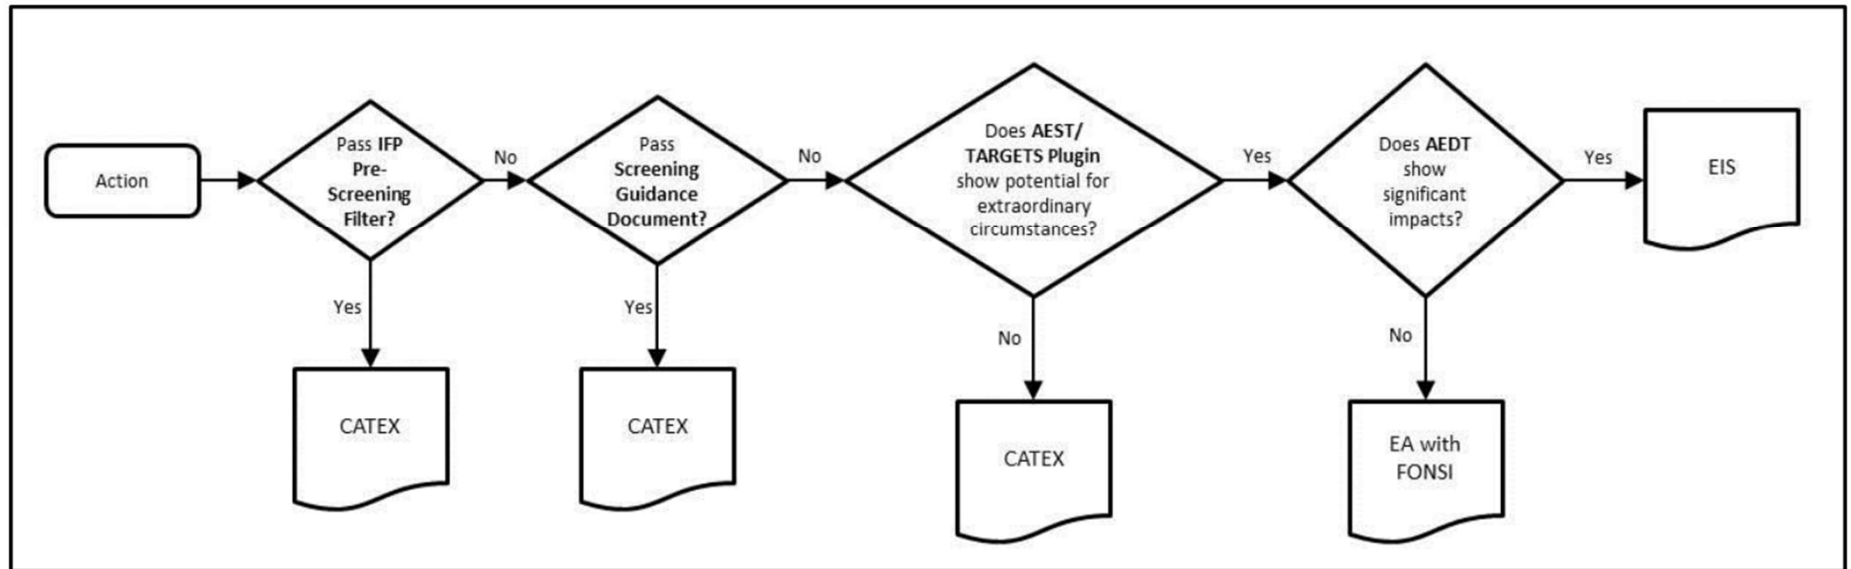 Action
Pass IFP
Pre-
Screening
Filter?
No
Yes
CATEX
Pass
Screening
Guidance
Document?
No
Yes
CATEX
Does AEST/
TARGETS Plugin
show potential for
extraordinary
circumstances?
Yes
No
CATEX
Does AEDT
show
significant
impacts?
Yes
No
EA with
FONSI
EIS